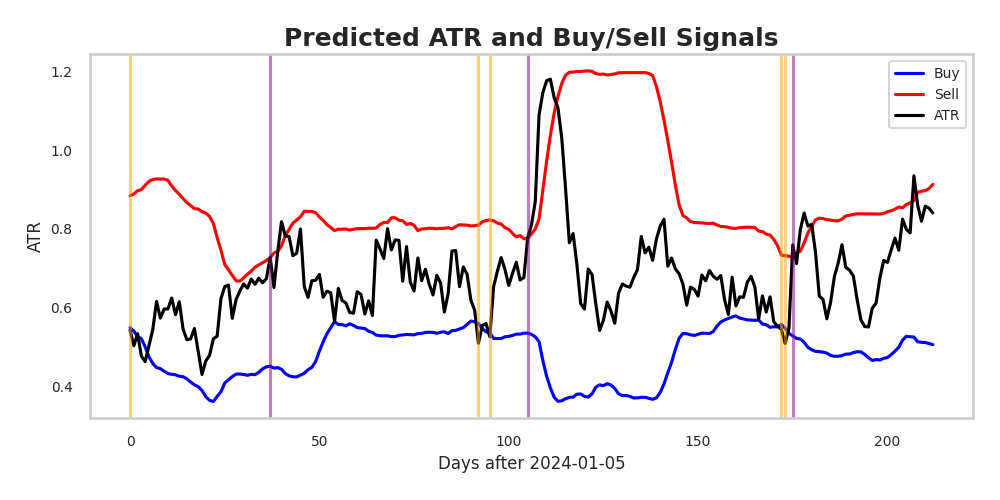 Predicted ATR and Buy/Sell Signals
Buy
Sell
ATR
1.2
1.0
0.8
0.6
0.4
ATR
0
50
100
150
200
Days after 2024-01-05